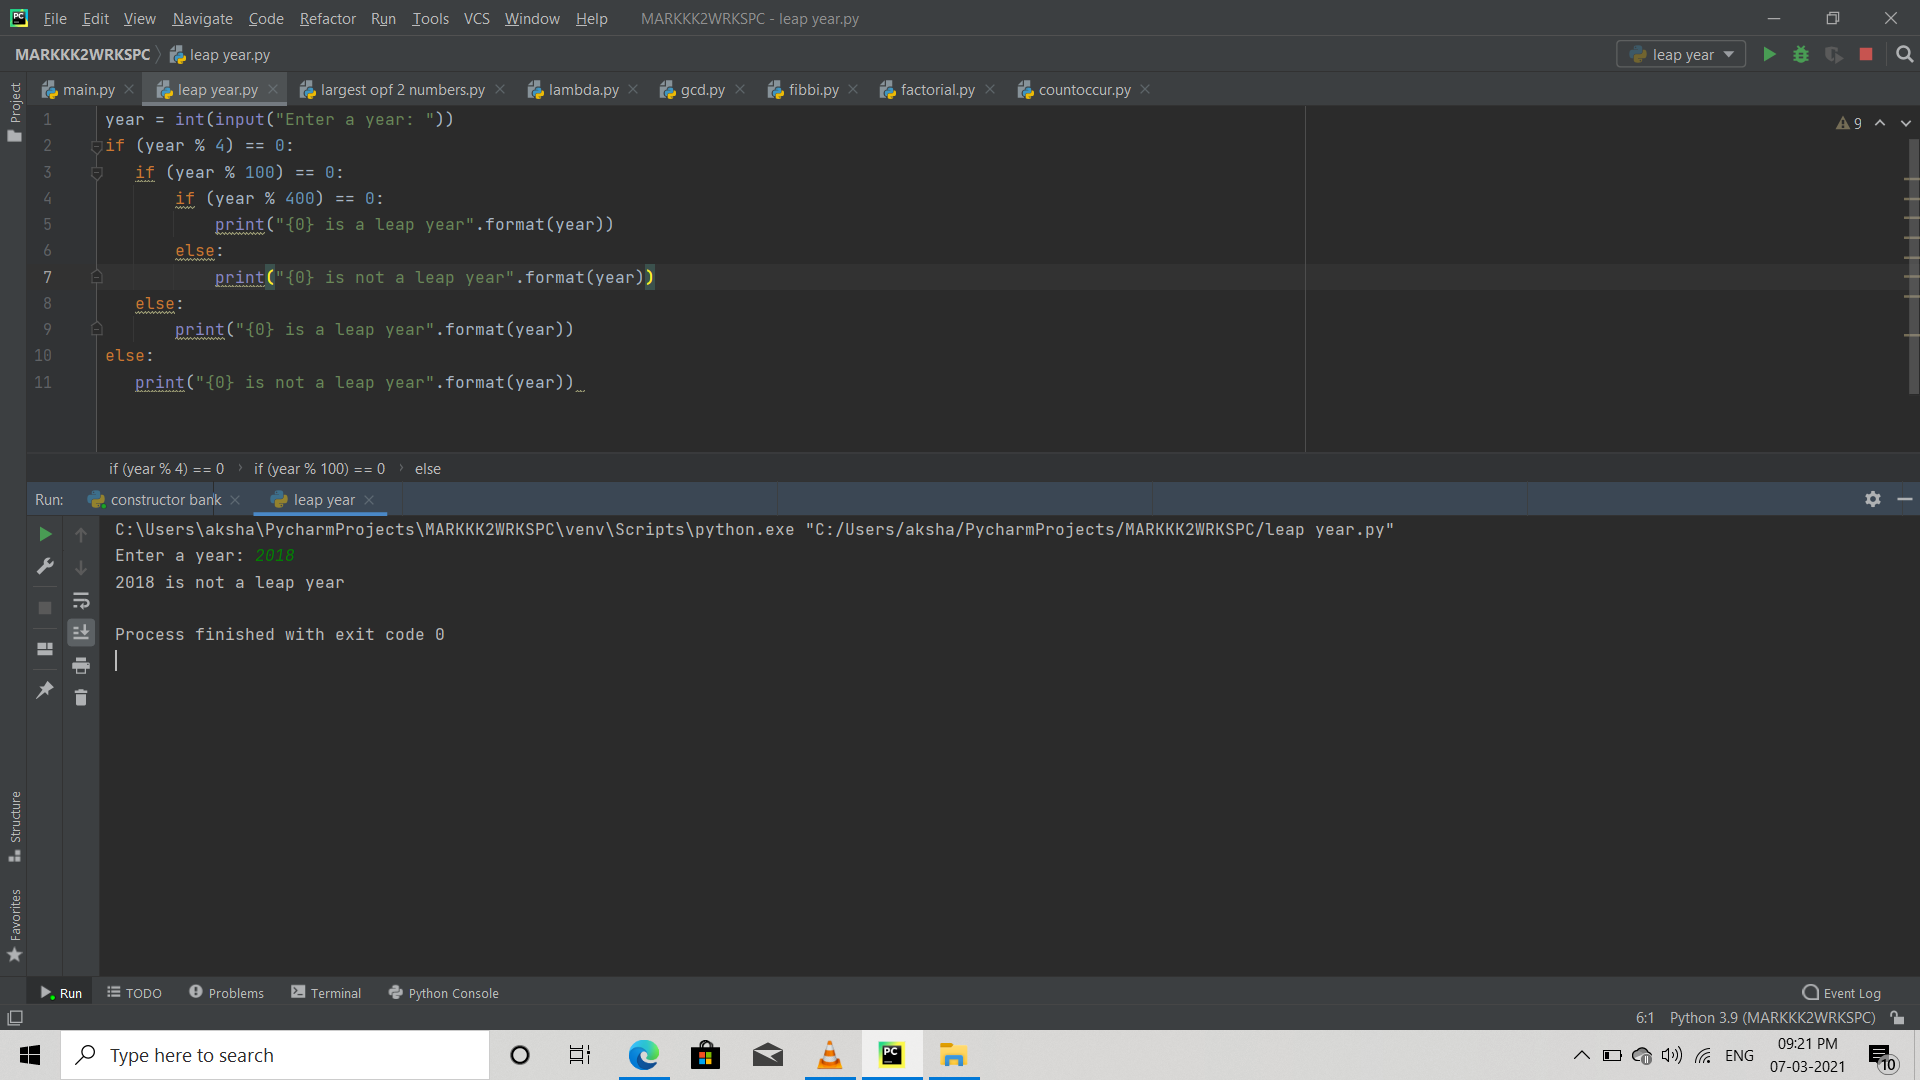 File Edit View Navigate Code Refactor Run Tools VCS Window Help MARKKK2WRKSPC - leap year.py
MARKKK2WRKSPC leap year.py leap year
main.py leap year.py largest opf 2 numbers.py lambda.py gcd.py fibbi.py factorial.py countoccur.py
Project
1 year = int(input("Enter a year: "))
9
2 if (year % 4) == 0:
3 if (year % 100) == 0:
4 if (year % 400) == 0:
5 print("{0} is a leap year".format(year))
6 else:
7 print("{0} is not a leap year".format(year))
8 else:
9 print("{0} is a leap year".format(year))
10 else:
11 print("{0} is not a leap year".format(year))
if (year % 4) == 0 › if (year % 100) == 0 › else
Run: constructor bank leap year
C:\Users\aksha\PycharmProjects\MARKKK2WRKSPC\venv\Scripts\python.exe "C:/Users/aksha/PycharmProjects/MARKKK2WRKSPC/leap year.py"
Enter a year: 2018
2018 is not a leap year
Process finished with exit code 0
Structure
Favorites
Run TODO Problems Terminal Python Console Event Log
6:1 Python 3.9 (MARKKK2WRKSPC)
Type here to search
PC
ENG
09:21 PM
07-03-2021
10